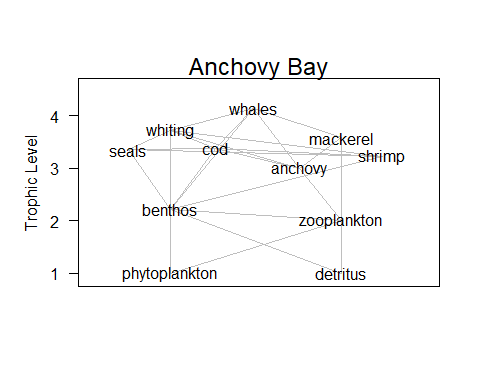 Anchovy Bay
Trophic Level
4
3
2
1
whales
whiting
mackerel
cod
seals
shrimp
anchovy
benthos
zooplankton
phytoplankton
detritus